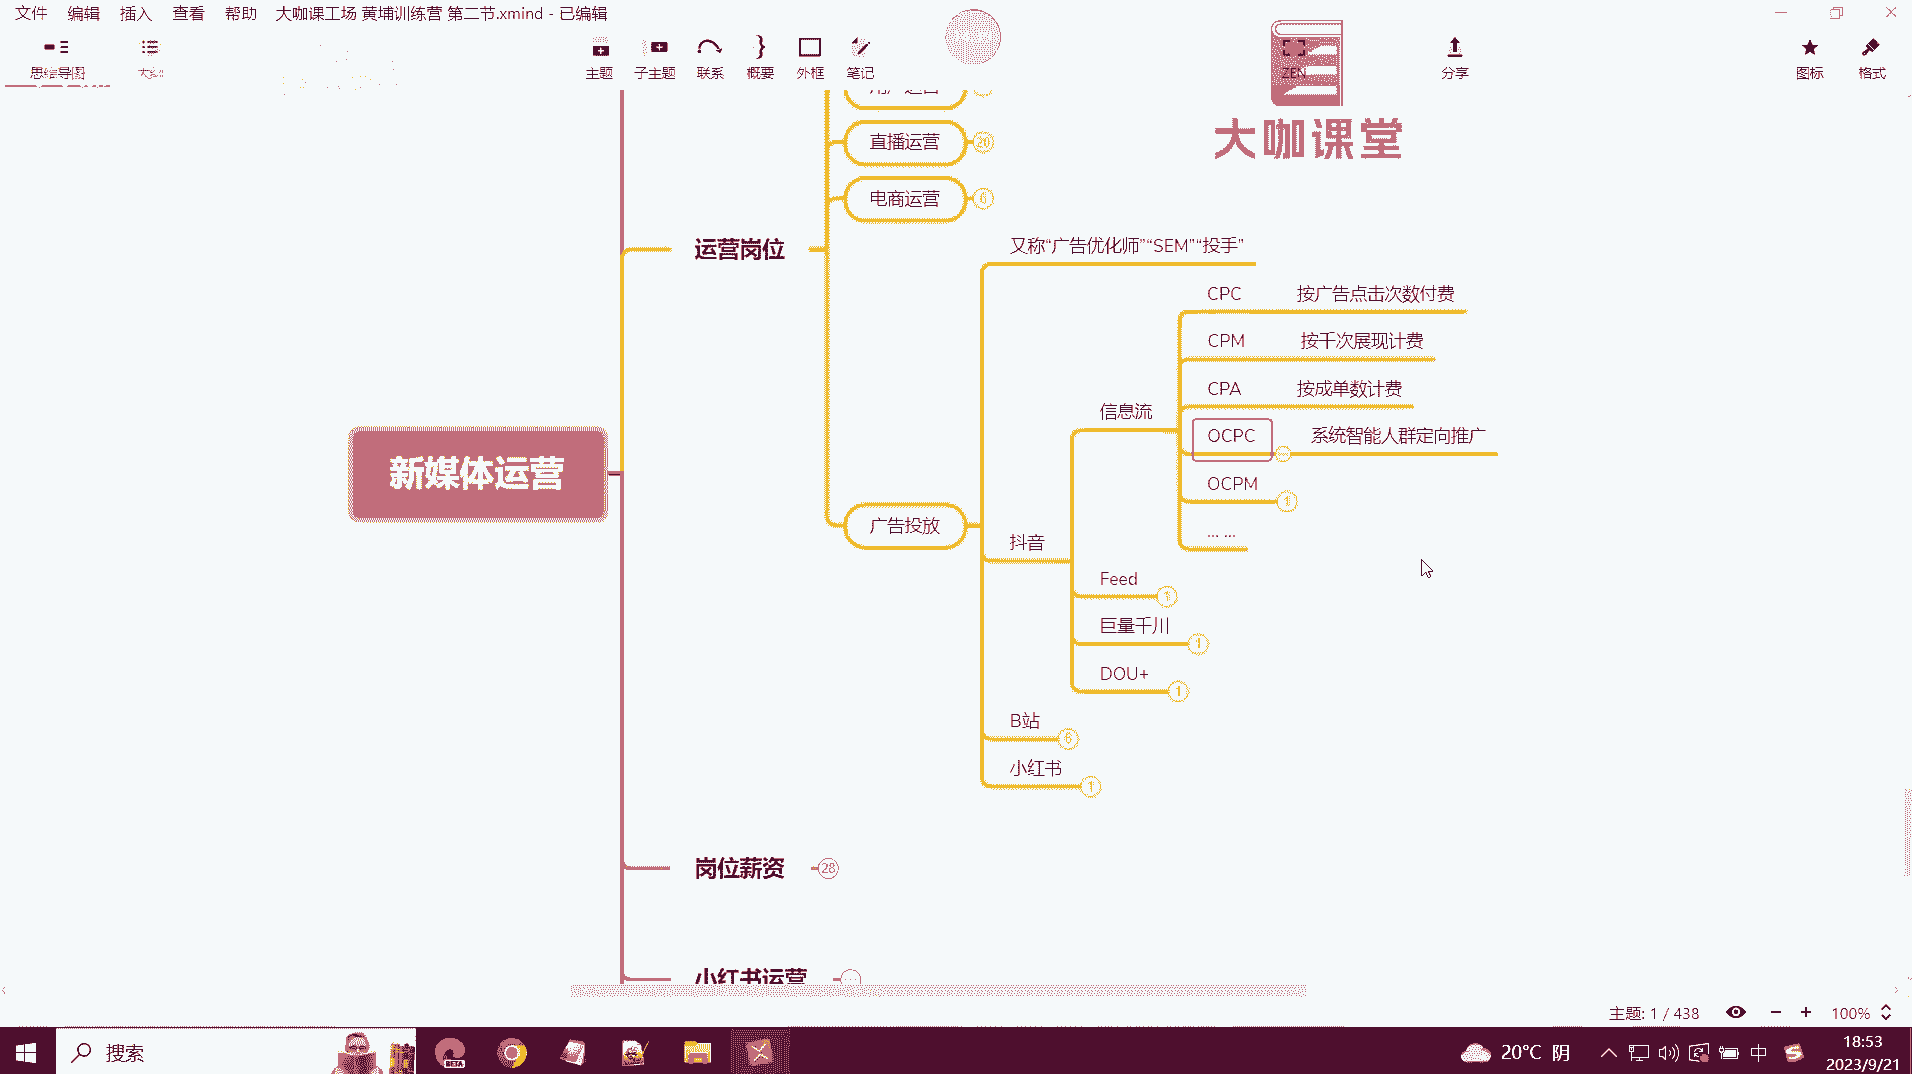 文件 编辑 插入 查看 帮助 大咖课工场 黄埔训练营 第二节.xmind - 已编辑
思维导图 大纲 主题 子主题 联系 概要 外框 笔记 ZEN 分享 图标 格式
大咖课堂
用户运营
直播运营 20
电商运营 6
运营岗位
又称“广告优化师”“SEM”“投手”
CPC 按广告点击次数付费
CPM 按千次展现计费
CPA 按成单数计费
信息流
OCPC 系统智能人群定向推广
新媒体运营
OCPM 1
广告投放
... ...
抖音
Feed 1
巨量千川 1
DOU+ 1
B站 6
小红书 1
岗位薪资 28
小红书运营
主题: 1 / 438 100%
搜索 BETA 20°C 阴 中 18:53
2023/9/21